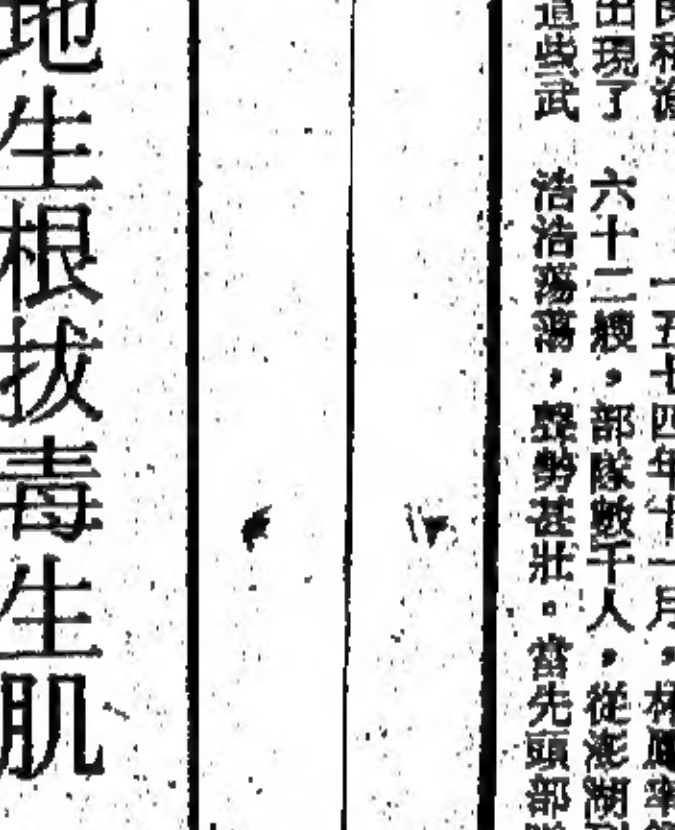 一五七四年十一月，林鳳率
出現了　六十二艘，部隊數千人，從澎湖
這些武　浩浩蕩蕩，聲勢甚壯。當先頭部
地生根拔毒生肌